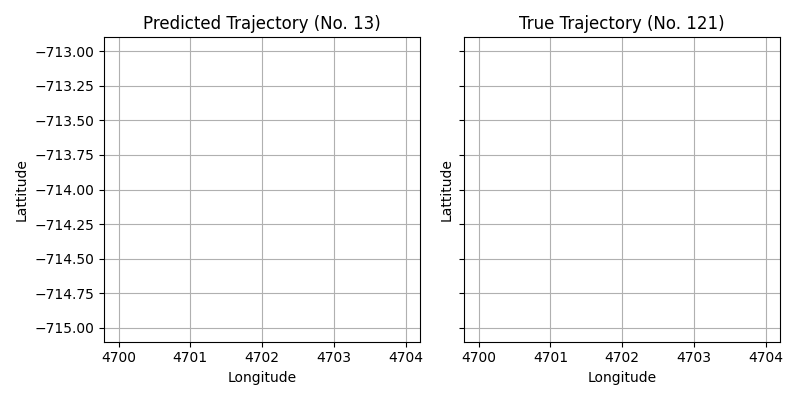 Predicted Trajectory (No. 13)
True Trajectory (No. 121)
−713.00
−713.25
−713.50
−713.75
−714.00
−714.25
−714.50
−714.75
−715.00
Lattitude
4700 4701 4702 4703 4704
Longitude
Lattitude
4700 4701 4702 4703 4704
Longitude